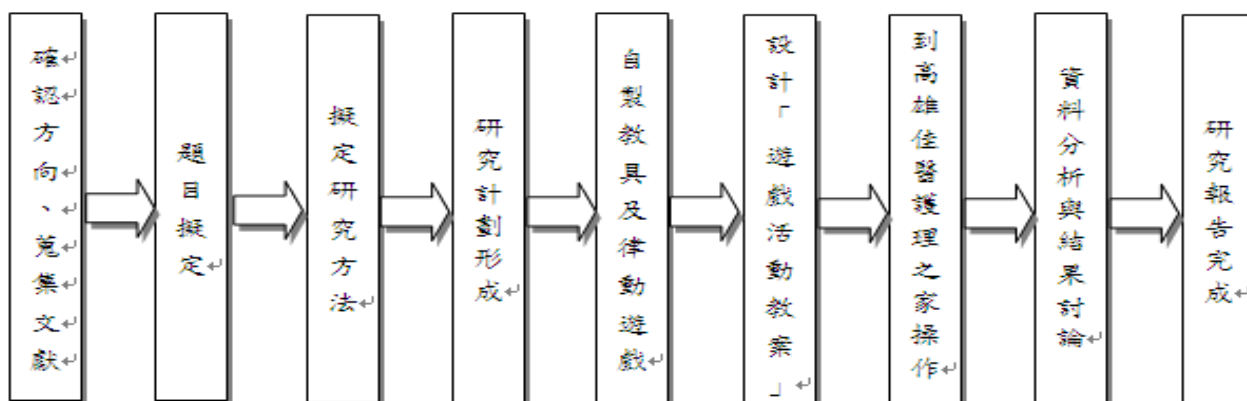 確認方向、蒐集文獻
題目擬定
擬定研究方法
研究計劃形成
自製教具及律動遊戲
設計「遊戲活動教案」
到高雄佳醫護理之家操作
資料分析與結果討論
研究報告完成